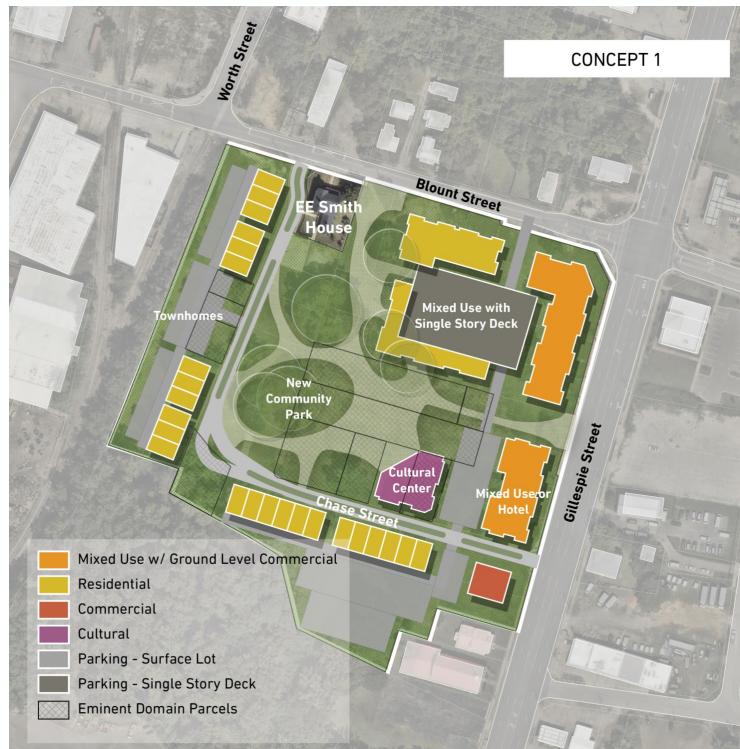 CONCEPT 1
Worth Street
Blount Street
EE Smith
House
Mixed Use with
Single Story Deck
Townhomes
New
Community
Park
Cultural
Center
Mixed Use or
Hotel
Gillespie Street
Chase Street
Mixed Use w/ Ground Level Commercial
Residential
Commercial
Cultural
Parking - Surface Lot
Parking - Single Story Deck
Eminent Domain Parcels